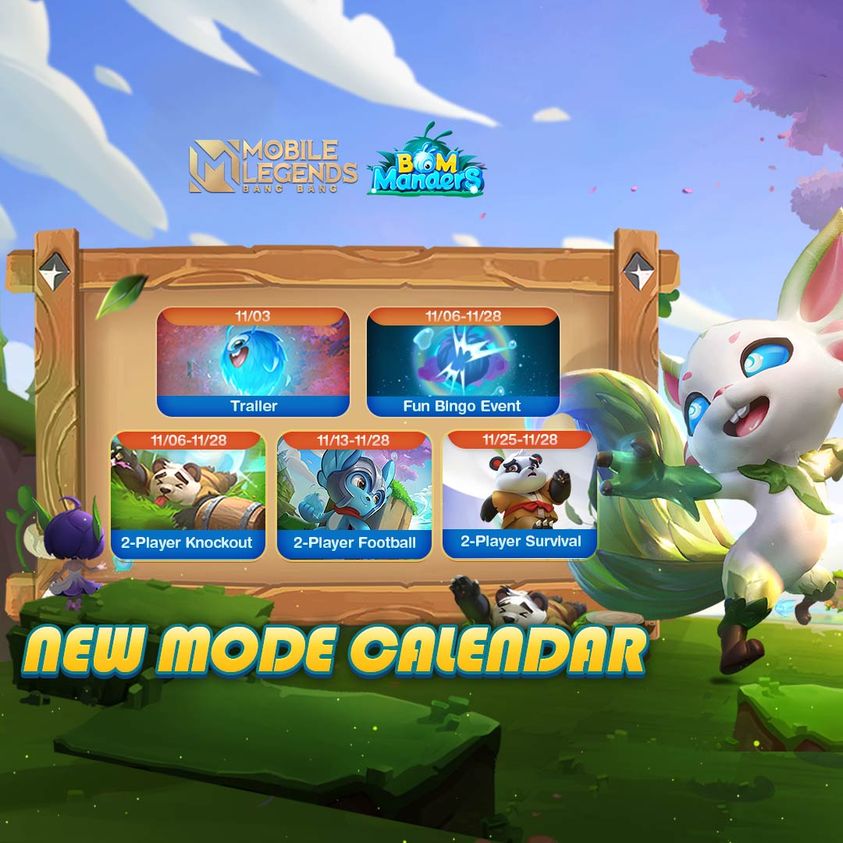 MOBILE
LEGENDS
BANG BANG
BOM
ManderS
11/03
Trailer
11/06-11/28
Fun Bingo Event
11/06-11/28
2-Player Knockout
11/13-11/28
2-Player Football
11/25-11/28
2-Player Survival
NEW MODE CALENDAR